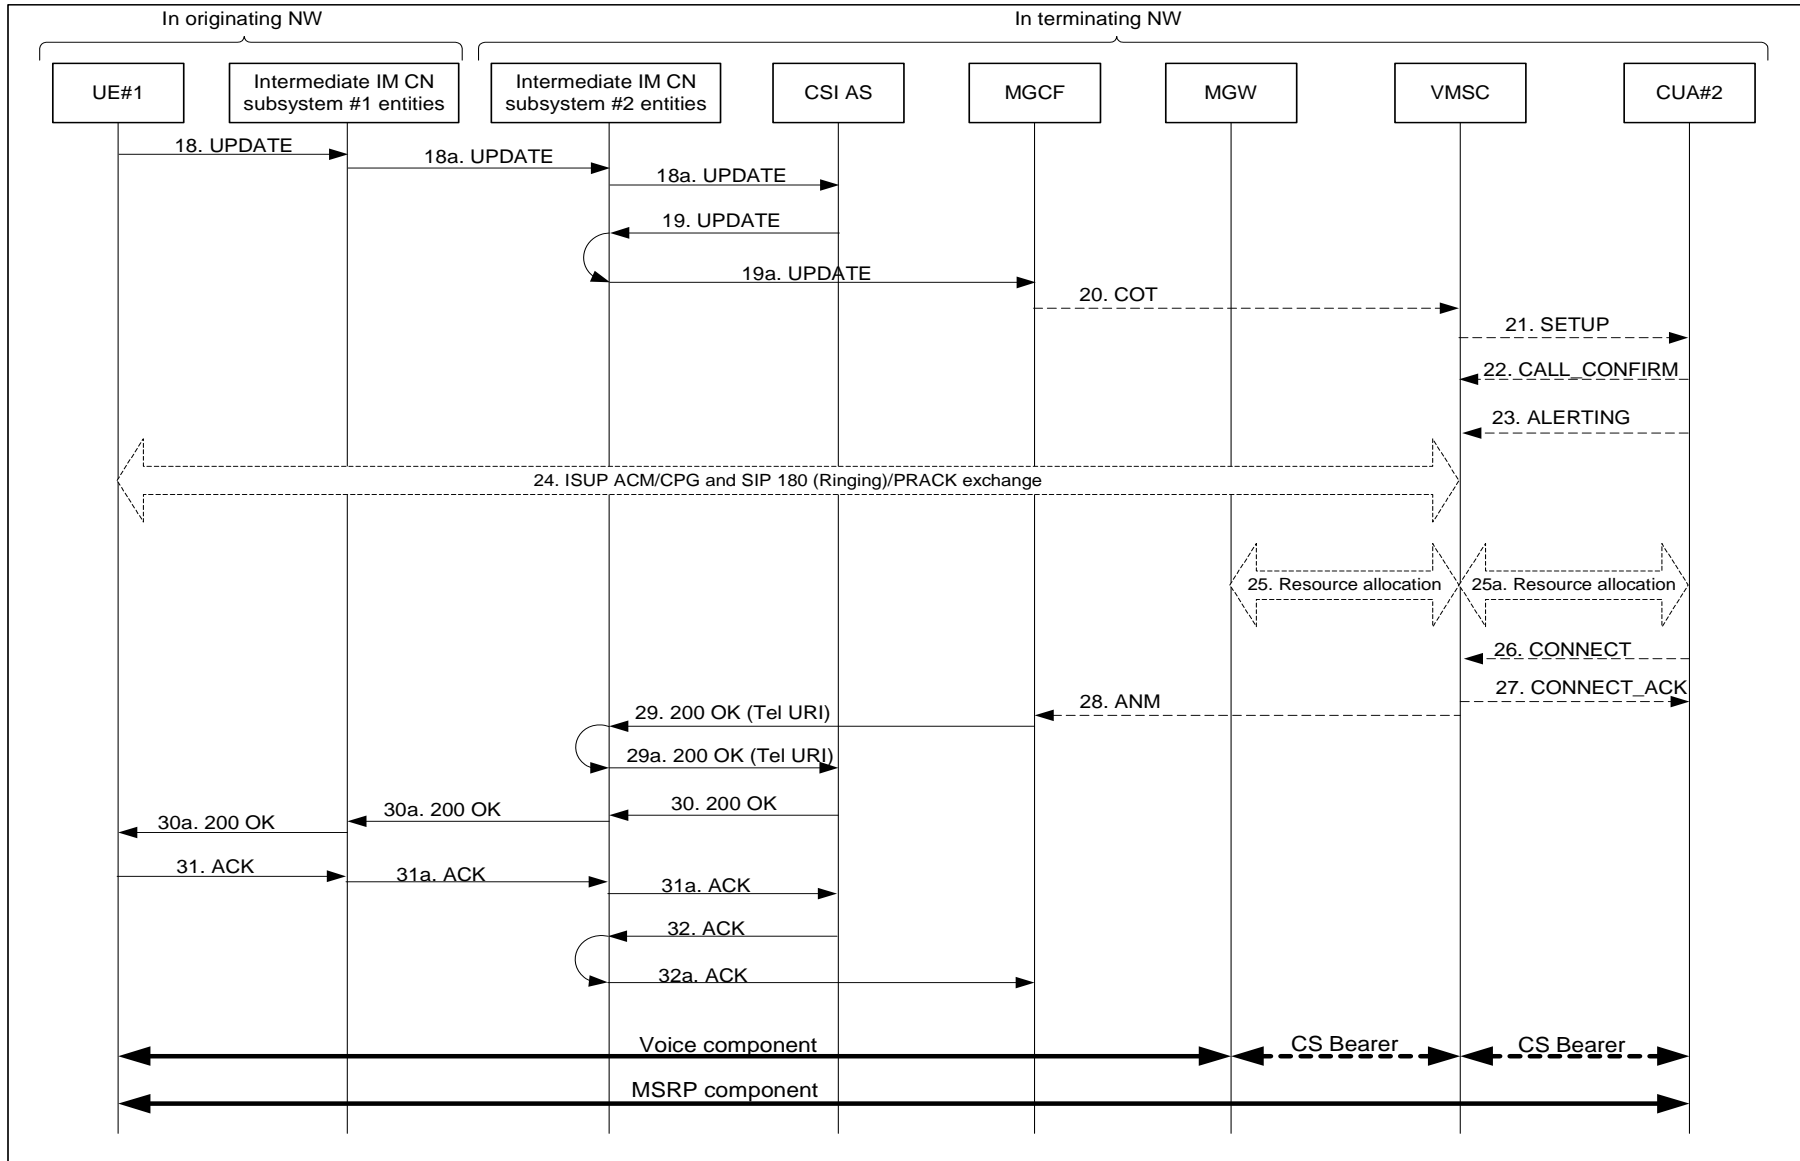 In originating NW
In terminating NW
UE#1
Intermediate IM CN
subsystem #1 entities
Intermediate IM CN
subsystem #2 entities
CSI AS
MGCF
MGW
VMSC
CUA#2
18. UPDATE
18a. UPDATE
18a. UPDATE
19. UPDATE
19a. UPDATE
20. COT
21. SETUP
22. CALL_CONFIRM
23. ALERTING
24. ISUP ACM/CPG and SIP 180 (Ringing)/PRACK exchange
25. Resource allocation
25a. Resource allocation
26. CONNECT
27. CONNECT_ACK
28. ANM
29. 200 OK (Tel URI)
29a. 200 OK (Tel URI)
30. 200 OK
30a. 200 OK
30a. 200 OK
31. ACK
31a. ACK
31a. ACK
32. ACK
32a. ACK
Voice component
CS Bearer
CS Bearer
MSRP component